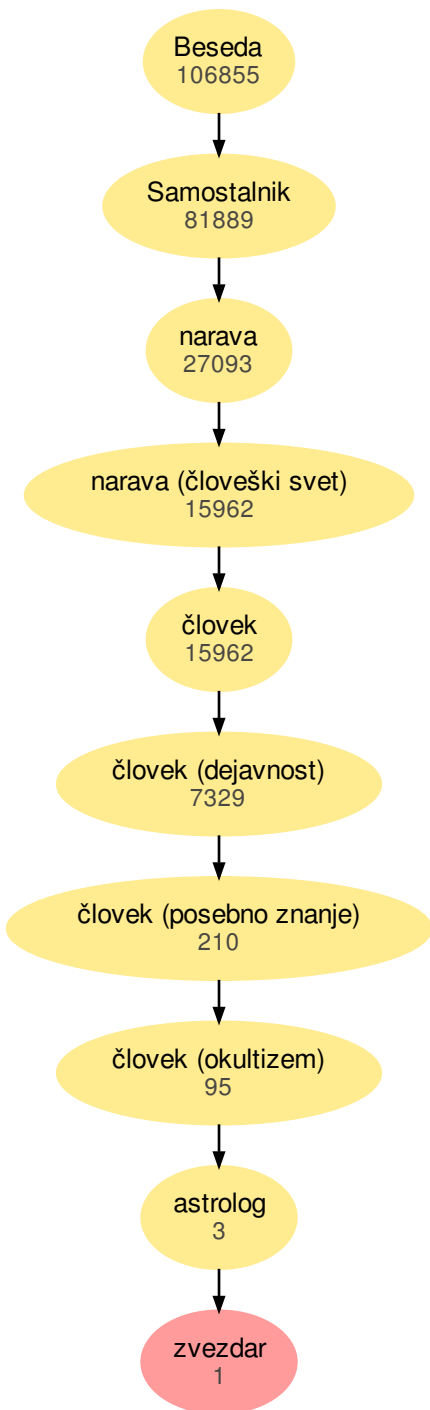 Beseda
106855
Samostalnik
81889
narava
27093
narava (človeški svet)
15962
človek
15962
človek (dejavnost)
7329
človek (posebno znanje)
210
človek (okultizem)
95
astrolog
3
zvezdar
1